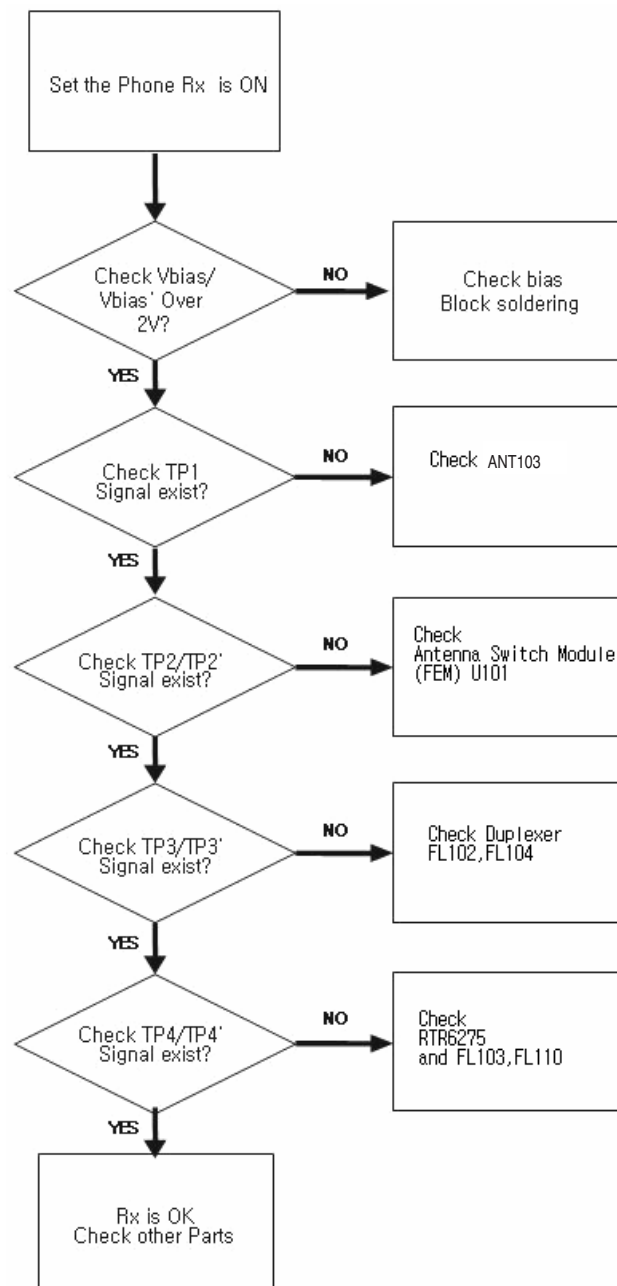 Set the Phone Rx is ON
Check Vbias/
Vbias' Over
2V?
NO
Check bias
Block soldering
YES
Check TP1
Signal exist?
NO
Check ANT103
YES
Check TP2/TP2'
Signal exist?
NO
Check
Antenna Switch Module
(FEM) U101
YES
Check TP3/TP3'
Signal exist?
NO
Check Duplexer
FL102,FL104
YES
Check TP4/TP4'
Signal exist?
NO
Check
RTR6275
and FL103,FL110
YES
Rx is OK
Check other Parts